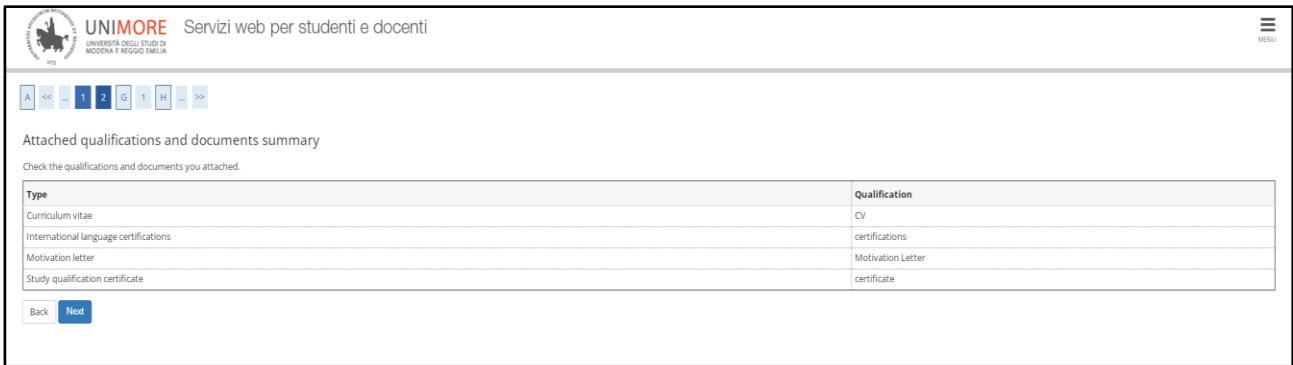 UNIMORE
UNIVERSITÀ DEGLI STUDI DI
MODENA E REGGIO EMILIA
1175
Servizi web per studenti e docenti
MENU
A << ... 1 2 G 1 H ... >>
Attached qualifications and documents summary
Check the qualifications and documents you attached.
Type Qualification
Curriculum vitae CV
International language certifications certifications
Motivation letter Motivation Letter
Study qualification certificate certificate
Back Next